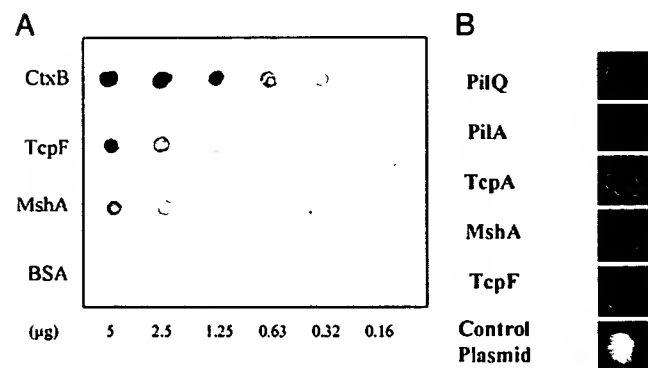 A
CtxB
TcpF
MshA
BSA
(µg) 5 2.5 1.25 0.63 0.32 0.16
B
PilQ
PilA
TcpA
MshA
TcpF
Control
Plasmid